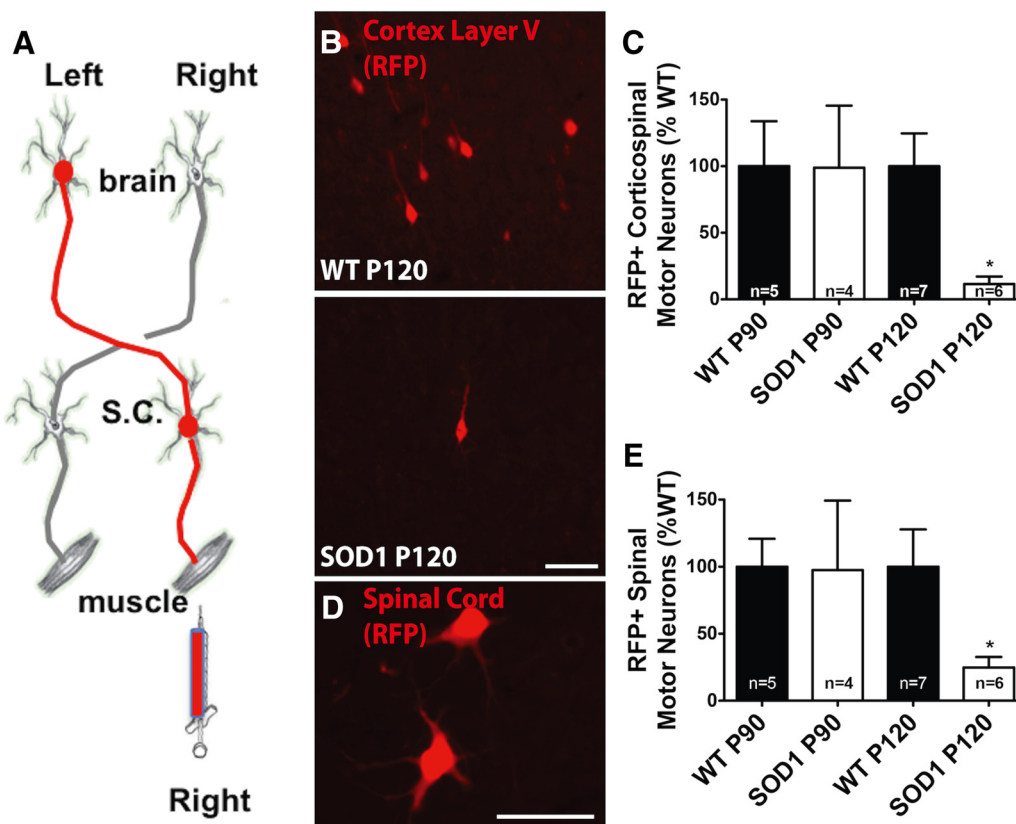 A
Left
Right
brain
S.C.
muscle
Right
B
Cortex Layer V
(RFP)
WT P120
SOD1 P120
D
Spinal Cord
(RFP)
C
RFP+ Corticospinal
Motor Neurons (% WT)
150
100
50
0
n=5
n=4
n=7
n=6
*
WT P90
SOD1 P90
WT P120
SOD1 P120
E
RFP+ Spinal
Motor Neurons (%WT)
150
100
50
0
n=5
n=4
n=7
n=6
*
WT P90
SOD1 P90
WT P120
SOD1 P120